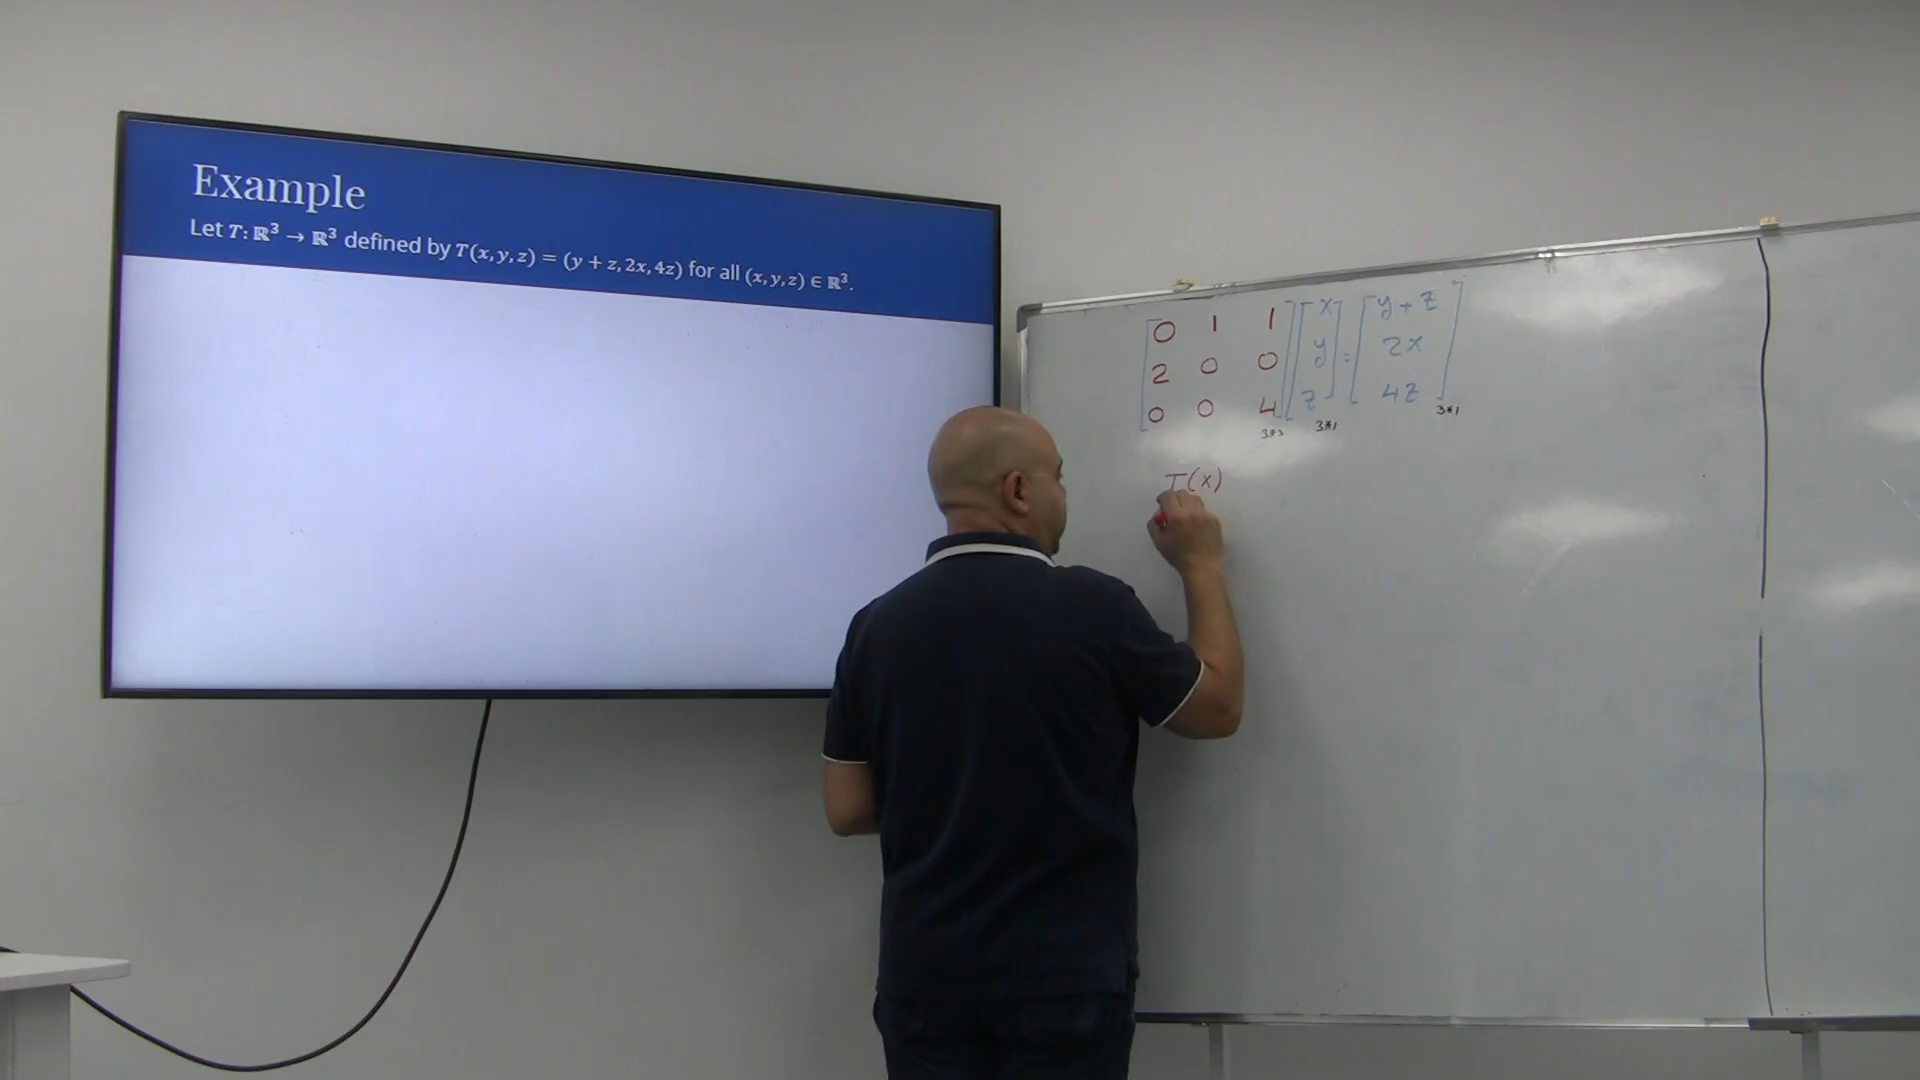 Example
Let T: ℝ³ → ℝ³ defined by T(x, y, z) = (y + z, 2x, 4z) for all (x, y, z) ∈ ℝ³.
0 1 1 x y + z
2 0 0 y = 2x
0 0 4 z 4z
3*3 3*1 3*1
T(x)